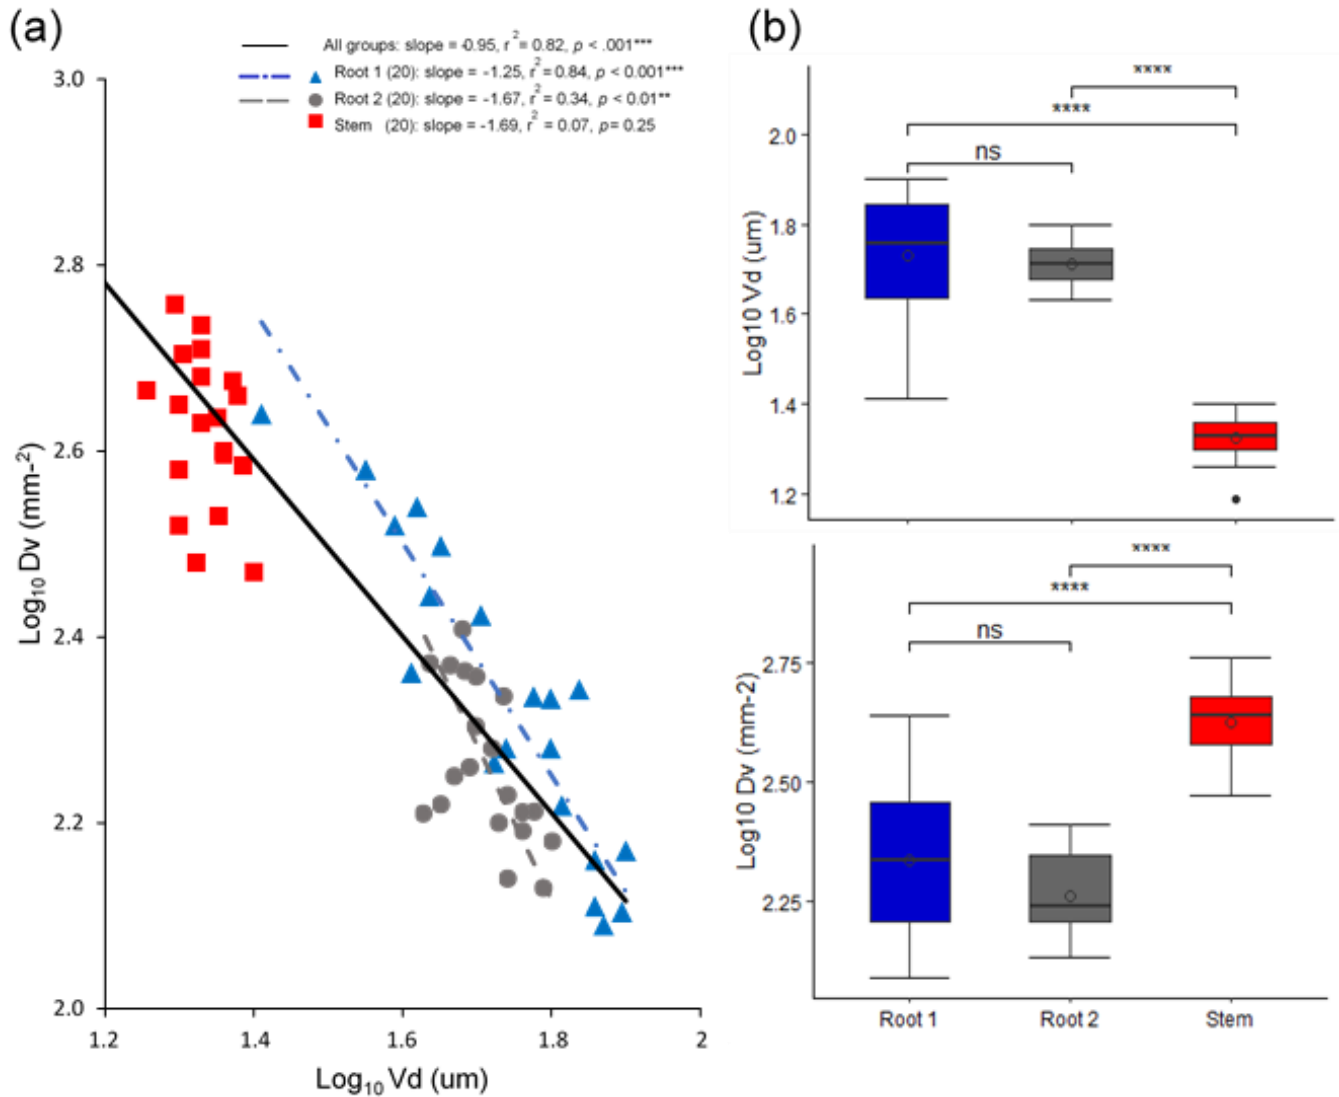 (a)
All groups: slope = -0.95, r² = 0.82, p < .001***
Root 1 (20): slope = -1.25, r² = 0.84, p < 0.001***
Root 2 (20): slope = -1.67, r² = 0.34, p < 0.01**
Stem (20): slope = -1.69, r² = 0.07, p = 0.25
3.0
2.8
2.6
2.4
2.2
2.0
Log₁₀ Dv (mm-²)
1.2 1.4 1.6 1.8 2
Log₁₀ Vd (um)
(b)
****
****
ns
2.0
1.8
1.6
1.4
1.2
Log10 Vd (um)
****
****
ns
2.75
2.50
2.25
Log10 Dv (mm-2)
Root 1 Root 2 Stem